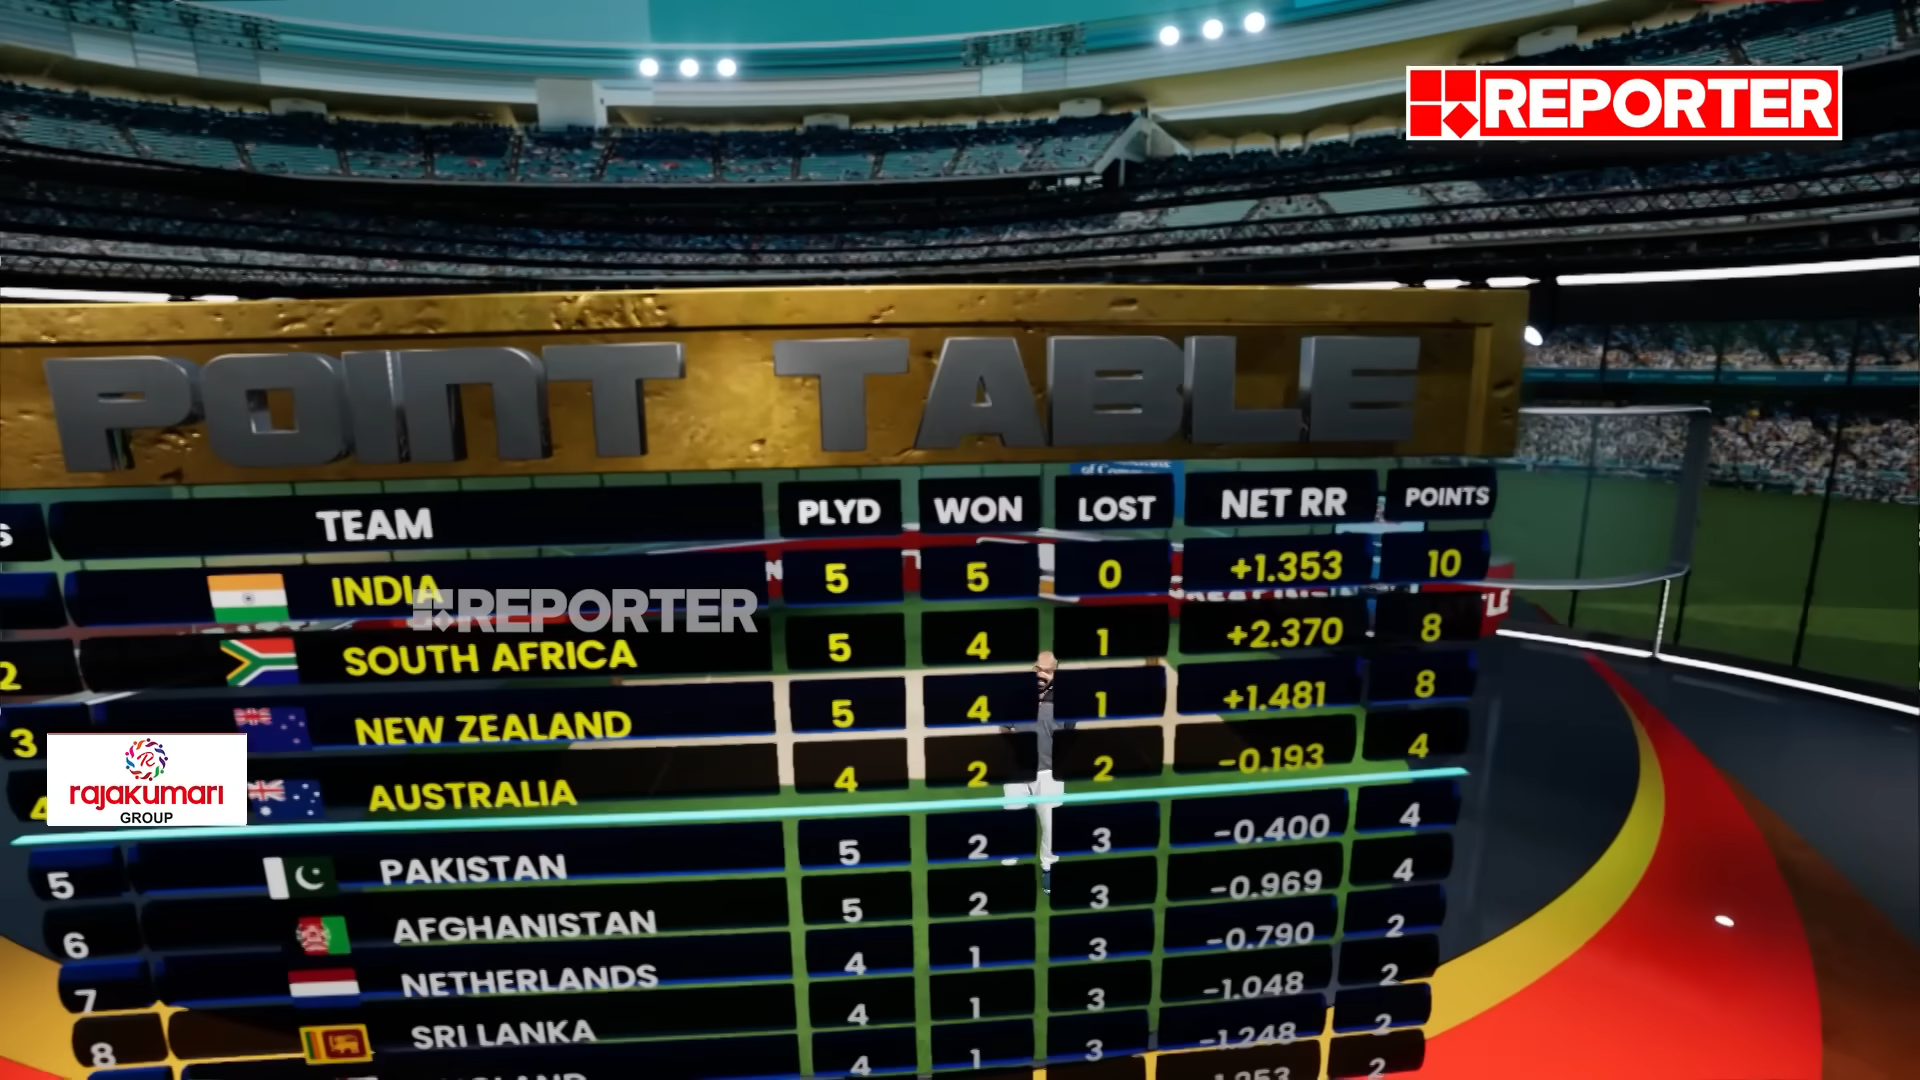 REPORTER
POINT TABLE
TEAM PLYD WON LOST NET RR POINTS
INDIA 5 5 0 +1.353 10
REPORTER
2 SOUTH AFRICA 5 4 1 +2.370 8
3 NEW ZEALAND 5 4 1 +1.481 8
4 AUSTRALIA 4 2 2 -0.193 4
rajakumari
GROUP
5 PAKISTAN 5 2 3 -0.400 4
6 AFGHANISTAN 5 2 3 -0.969 4
7 NETHERLANDS 4 1 3 -0.790 2
8 SRI LANKA 4 1 3 -1.048 2
4 1 3 -1.248 2
2